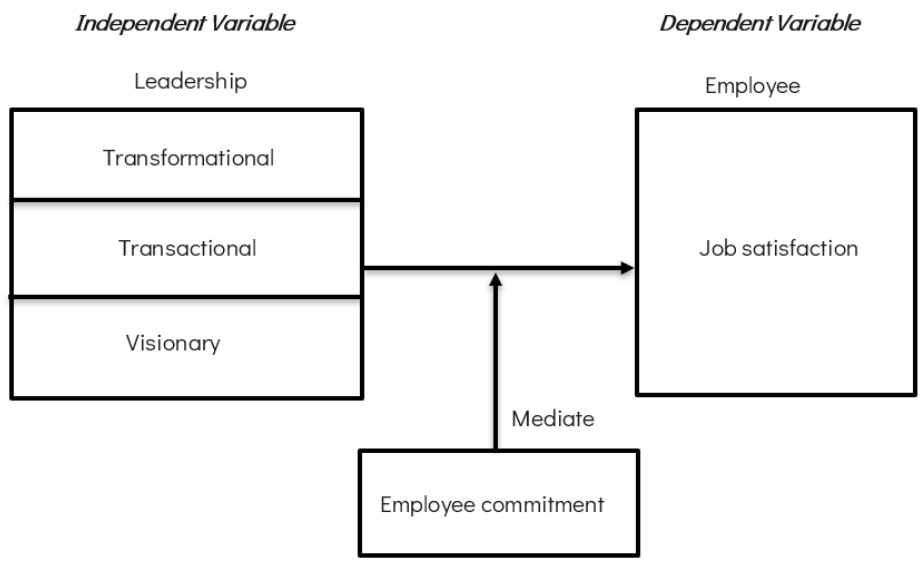 Independent Variable
Dependent Variable
Leadership
Employee
Transformational
Transactional
Job satisfaction
Visionary
Mediate
Employee commitment